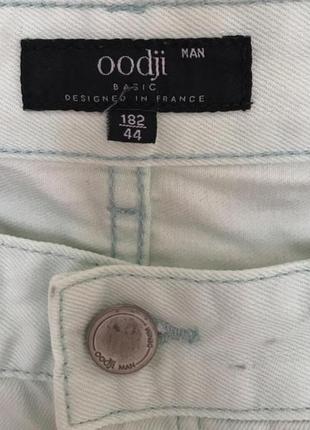 oodji MAN
BASIC
DESIGNED IN FRANCE
182
44
oodji
MAN